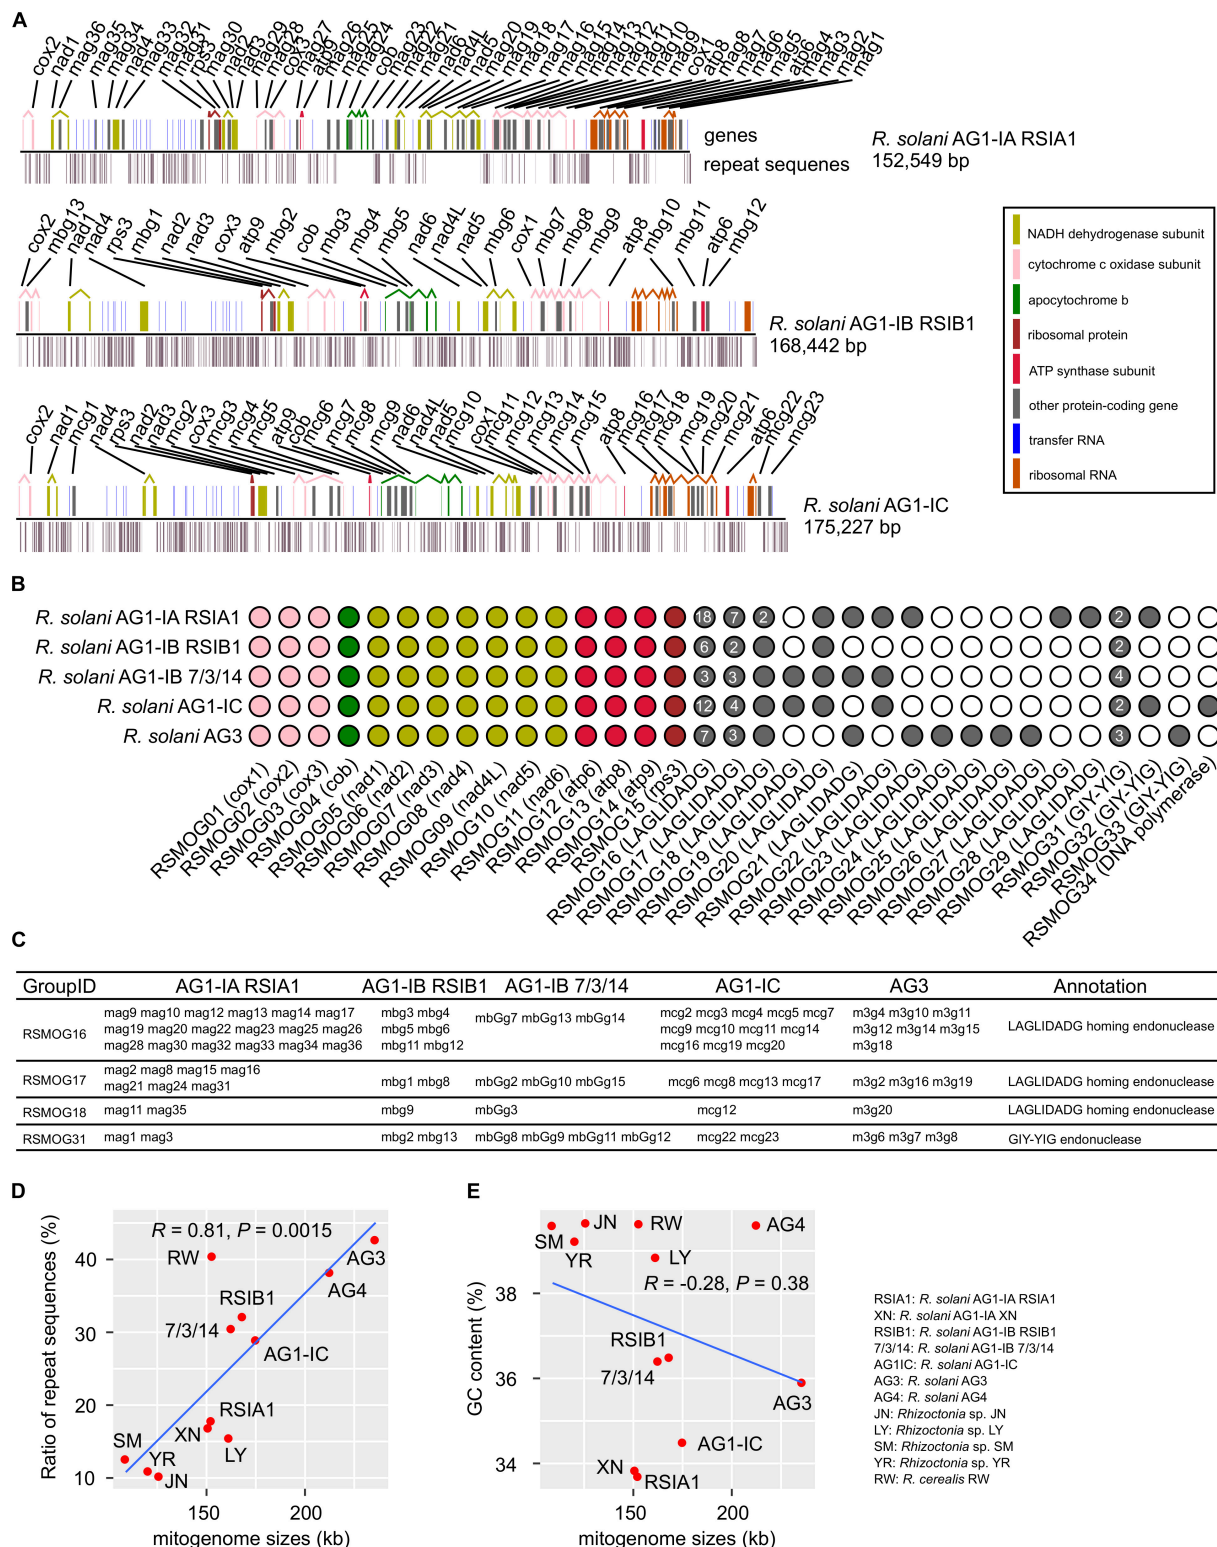 A
cox2 nad1 mag36 mag35 mag34 nad4 mag33 mag32 mag31 rps3 mag30 nad2 nad3 mag29 mag28 cox3 mag27 atp9 mag26 mag25 mag24 cob mag23 mag22 mag21 nad6 nad4L nad5 mag20 mag19 mag18 mag17 mag16 mag15 mag14 mag13 mag12 mag11 mag10 mag9 cox1 atp8 mag8 mag7 mag6 mag5 atp6 mag4 mag3 mag2 mag1
genes
repeat sequenes
R. solani AG1-IA RSIA1
152,549 bp
cox2 mbg13 nad1 nad4 rps3 mbg1 nad2 nad3 cox3 atp9 mbg2 cob mbg3 mbg4 mbg5 nad6 nad4L nad5 mbg6 cox1 mbg7 mbg8 mbg9 atp8 mbg10 mbg11 atp6 mbg12
R. solani AG1-IB RSIB1
168,442 bp
cox2 nad1 mcg1 nad4 rps3 nad2 nad3 mcg2 cox3 mcg3 mcg4 mcg5 atp9 cob mcg6 mcg7 mcg8 mcg9 nad6 nad4L nad5 mcg10 cox1 mcg11 mcg12 mcg13 mcg14 mcg15 atp8 mcg16 mcg17 mcg18 mcg19 mcg20 mcg21 atp6 mcg22 mcg23
R. solani AG1-IC
175,227 bp
NADH dehydrogenase subunit
cytochrome c oxidase subunit
apocytochrome b
ribosomal protein
ATP synthase subunit
other protein-coding gene
transfer RNA
ribosomal RNA
B
R. solani AG1-IA RSIA1 18 7 2 2
R. solani AG1-IB RSIB1 6 2 2
R. solani AG1-IB 7/3/14 3 3 4
R. solani AG1-IC 12 4 2
R. solani AG3 7 3 3
RSMOG01 (cox1)
RSMOG02 (cox2)
RSMOG03 (cox3)
RSMOG04 (cob)
RSMOG05 (nad1)
RSMOG06 (nad2)
RSMOG07 (nad3)
RSMOG08 (nad4)
RSMOG09 (nad4L)
RSMOG10 (nad5)
RSMOG11 (nad6)
RSMOG12 (atp6)
RSMOG13 (atp8)
RSMOG14 (atp9)
RSMOG15 (rps3)
RSMOG16 (LAGLIDADG)
RSMOG17 (LAGLIDADG)
RSMOG18 (LAGLIDADG)
RSMOG19 (LAGLIDADG)
RSMOG20 (LAGLIDADG)
RSMOG21 (LAGLIDADG)
RSMOG22 (LAGLIDADG)
RSMOG23 (LAGLIDADG)
RSMOG24 (LAGLIDADG)
RSMOG25 (LAGLIDADG)
RSMOG26 (LAGLIDADG)
RSMOG27 (LAGLIDADG)
RSMOG28 (LAGLIDADG)
RSMOG29 (LAGLIDADG)
RSMOG31 (GIY-YIG)
RSMOG32 (GIY-YIG)
RSMOG33 (GIY-YIG)
RSMOG34 (DNA polymerase)
C
GroupID AG1-IA RSIA1 AG1-IB RSIB1 AG1-IB 7/3/14 AG1-IC AG3 Annotation
mag9 mag10 mag12 mag13 mag14 mag17 mbg3 mbg4 mbGg7 mbGg13 mbGg14 mcg2 mcg3 mcg4 mcg5 mcg7 m3g4 m3g10 m3g11
RSMOG16 mag19 mag20 mag22 mag23 mag25 mag26 mbg5 mbg6 mcg9 mcg10 mcg11 mcg14 m3g12 m3g14 m3g15 LAGLIDADG homing endonuclease
mag28 mag30 mag32 mag33 mag34 mag36 mbg11 mbg12 mcg16 mcg19 mcg20 m3g18
mag2 mag8 mag15 mag16
RSMOG17 mag21 mag24 mag31 mbg1 mbg8 mbGg2 mbGg10 mbGg15 mcg6 mcg8 mcg13 mcg17 m3g2 m3g16 m3g19 LAGLIDADG homing endonuclease
RSMOG18 mag11 mag35 mbg9 mbGg3 mcg12 m3g20 LAGLIDADG homing endonuclease
RSMOG31 mag1 mag3 mbg2 mbg13 mbGg8 mbGg9 mbGg11 mbGg12 mcg22 mcg23 m3g6 m3g7 m3g8 GIY-YIG endonuclease
D
Ratio of repeat sequences (%)
40
30
20
10
R = 0.81, P = 0.0015
RW
AG3
AG4
RSIB1
7/3/14
AG1-IC
RSIA1
XN
LY
SM
YR
JN
150 200
mitogenome sizes (kb)
E
GC content (%)
38
36
34
JN
RW
AG4
SM
YR
LY
R = -0.28, P = 0.38
RSIB1
7/3/14
AG3
AG1-IC
XN
RSIA1
150 200
mitogenome sizes (kb)
RSIA1: R. solani AG1-IA RSIA1
XN: R. solani AG1-IA XN
RSIB1: R. solani AG1-IB RSIB1
7/3/14: R. solani AG1-IB 7/3/14
AG1IC: R. solani AG1-IC
AG3: R. solani AG3
AG4: R. solani AG4
JN: Rhizoctonia sp. JN
LY: Rhizoctonia sp. LY
SM: Rhizoctonia sp. SM
YR: Rhizoctonia sp. YR
RW: R. cerealis RW